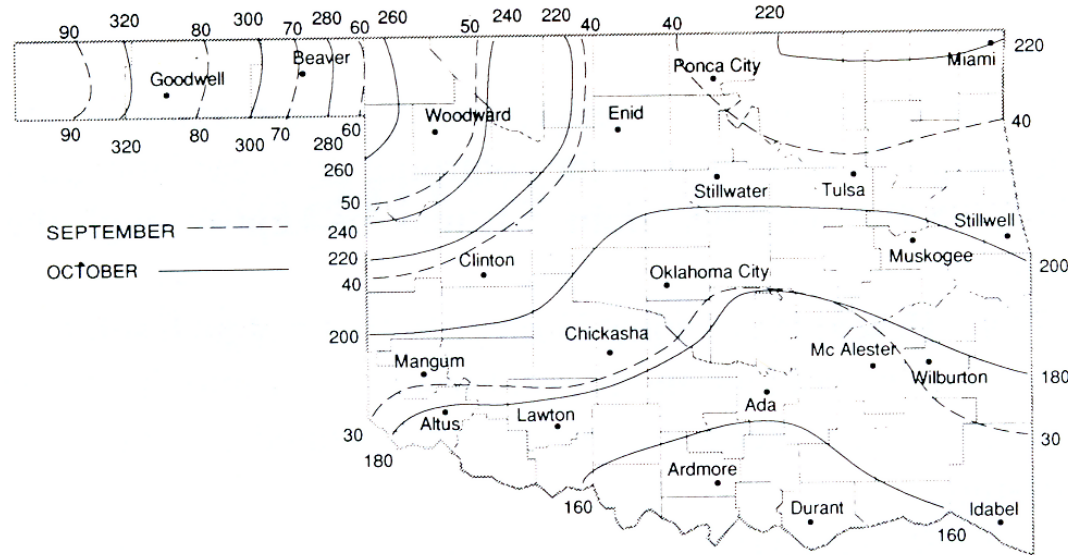 90 320 80 300 70 280 60 260 50 240 220 40 40 220
220
Beaver
Goodwell
Ponca City
Miami
Woodward
Enid
40
90 320 80 300 70 280 60
260
Stillwater
Tulsa
50
SEPTEMBER
240
Stillwell
Muskogee
220
OCTOBER
Clinton
200
40
Oklahoma City
200
Chickasha
Mangum
Mc Alester
Wilburton
180
Altus
Lawton
Ada
30
30
180
Ardmore
160
Durant
Idabel
160